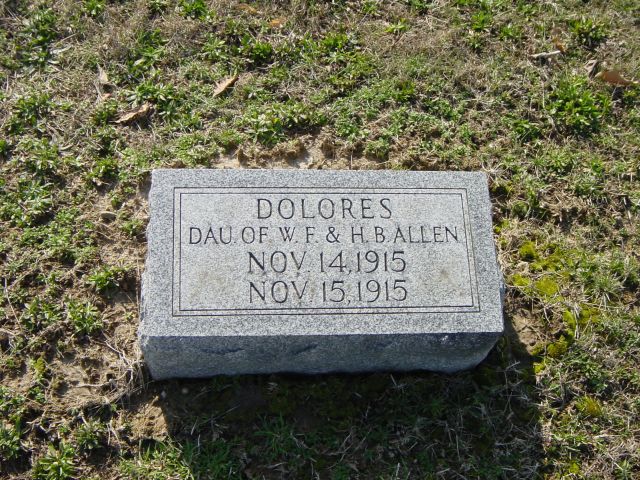 DOLORES
DAU. OF W. F. & H. B. ALLEN
NOV. 14, 1915
NOV. 15, 1915